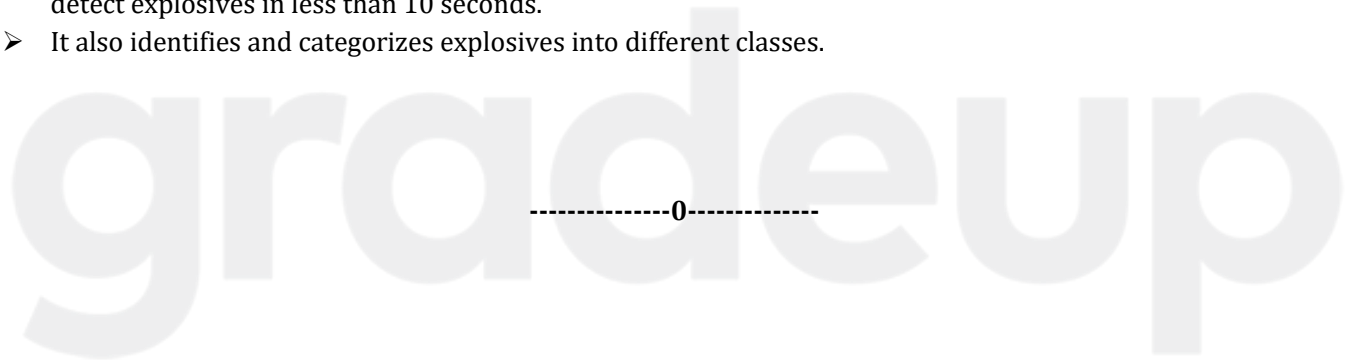 detect explosives in less than 10 seconds.
➢ It also identifies and categorizes explosives into different classes.
---------------0--------------
gradeup